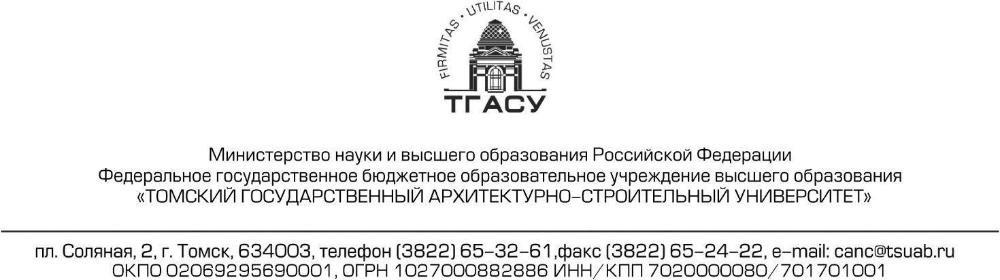 FIRMITAS · UTILITAS · VENUSTAS
ТГАСУ
Министерство науки и высшего образования Российской Федерации
Федеральное государственное бюджетное образовательное учреждение высшего образования
«ТОМСКИЙ ГОСУДАРСТВЕННЫЙ АРХИТЕКТУРНО–СТРОИТЕЛЬНЫЙ УНИВЕРСИТЕТ»
пл. Соляная, 2, г. Томск, 634003, телефон (3822) 65–32–61,факс (3822) 65–24–22, e–mail: canc@tsuab.ru
ОКПО 02069295690001, ОГРН 1027000882886 ИНН/КПП 7020000080/701701001